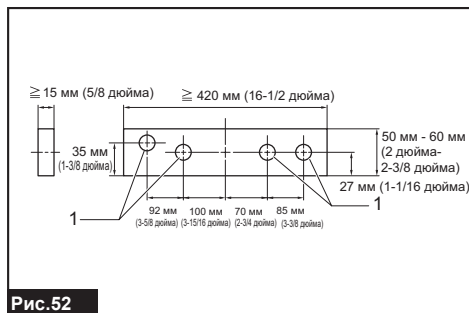 ≧ 15 мм (5/8 дюйма)
≧ 420 мм (16-1/2 дюйма)
35 мм
(1-3/8 дюйма)
50 мм - 60 мм
(2 дюйма-
2-3/8 дюйма)
27 мм (1-1/16 дюйма)
1
92 мм
(3-5/8 дюйма)
100 мм
(3-15/16 дюйма)
70 мм
(2-3/4 дюйма)
85 мм
(3-3/8 дюйма)
1
Рис.52